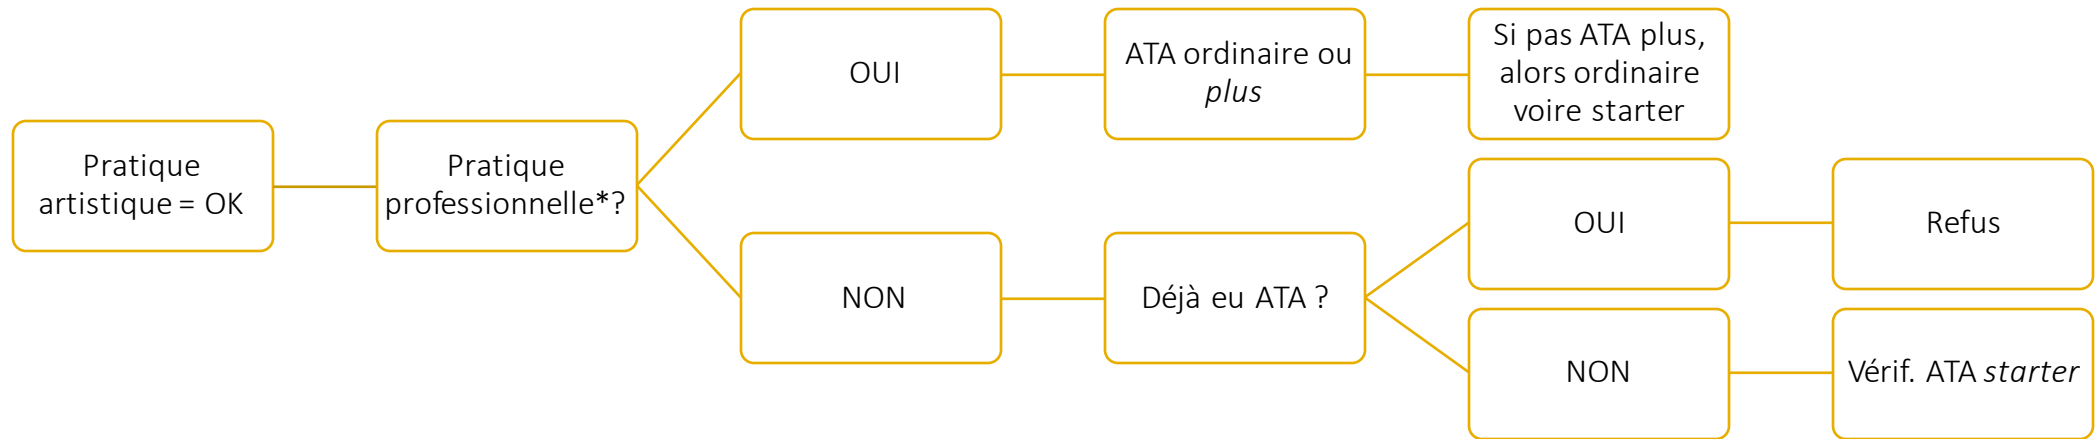 Pratique
artistique = OK
Pratique
professionnelle*?
OUI
ATA ordinaire ou
plus
Si pas ATA plus,
alors ordinaire
voire starter
NON
Déjà eu ATA ?
OUI
Refus
NON
Vérif. ATA starter